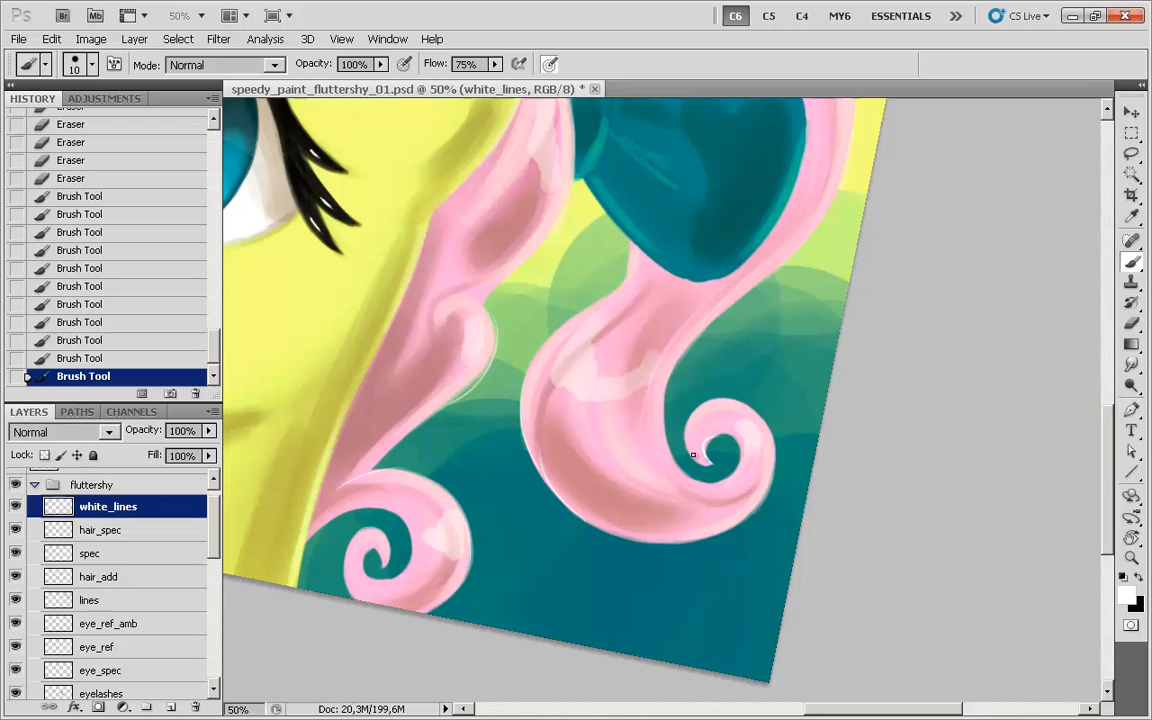 Ps Br Mb 50% C6 C5 C4 MY6 ESSENTIALS CS Live
File Edit Image Layer Select Filter Analysis 3D View Window Help
10 Mode: Normal Opacity: 100% Flow: 75%
HISTORY ADJUSTMENTS
speedy_paint_fluttershy_01.psd @ 50% (white_lines, RGB/8) *
Eraser
Eraser
Eraser
Eraser
Eraser
Brush Tool
Brush Tool
Brush Tool
Brush Tool
Brush Tool
Brush Tool
Brush Tool
Brush Tool
Brush Tool
Brush Tool
Brush Tool
LAYERS PATHS CHANNELS
Normal Opacity: 100%
Lock: Fill: 100%
fluttershy
white_lines
hair_spec
spec
hair_add
lines
eye_ref_amb
eye_ref
eye_spec
eyelashes
50% Doc: 20,3M/199,6M